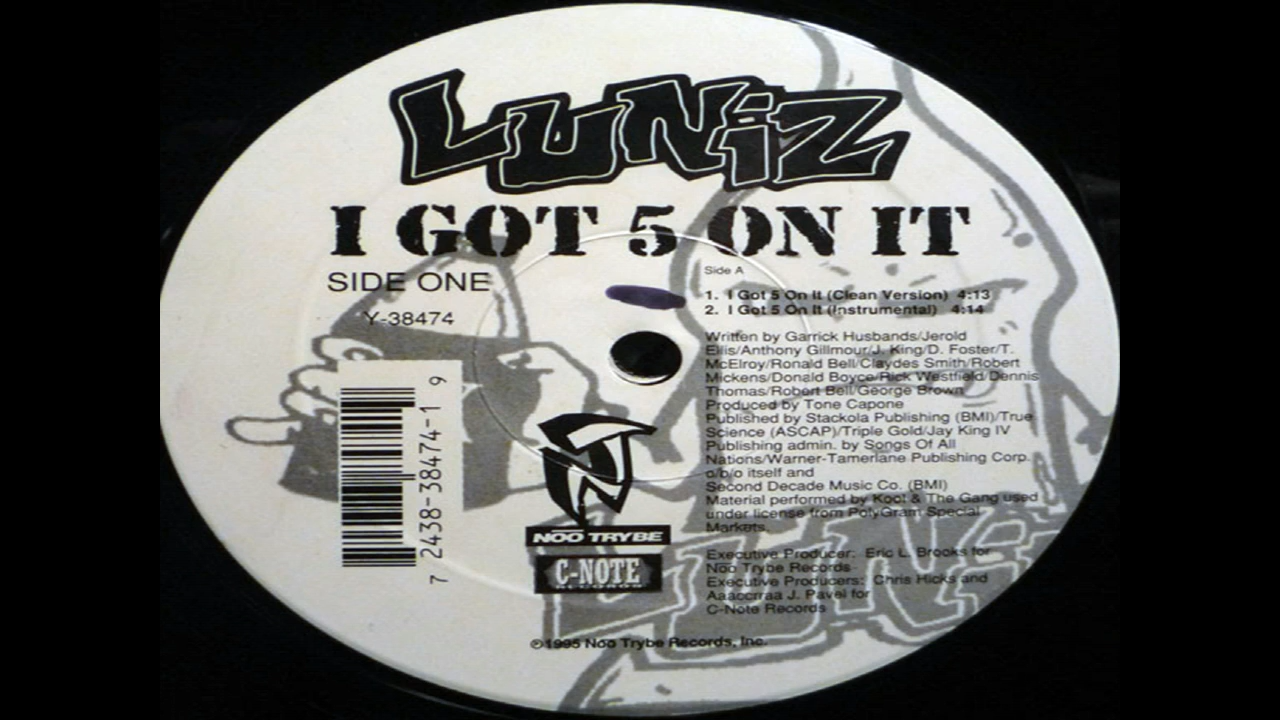 LUNiZ
I GOT 5 ON IT
SIDE ONE
Y-38474
Side A
1. I Got 5 On It (Clean Version) 4:13
2. I Got 5 On It (Instrumental) 4:14
Written by Garrick Husbands/Jerold
Ellis/Anthony Gillmour/J. King/D. Foster/T.
McElroy/Ronald Bell/Claydes Smith/Robert
Mickens/Donald Boyce/Rick Westfield/Dennis
Thomas/Robert Bell/George Brown
Produced by Tone Capone
Published by Stackola Publishing (BMI)/True
Science (ASCAP)/Triple Gold/Jay King IV
Publishing admin. by Songs Of All
Nations/Warner-Tamerlane Publishing Corp.
o/b/o itself and
Second Decade Music Co. (BMI)
Material performed by Kool & The Gang used
under license from PolyGram Special
Markets.
Executive Producer: Eric L. Brooks for
Noo Trybe Records
Executive Producers: Chris Hicks and
Aaaccrraa J. Pavel for
C-Note Records
7 2438-38474-1 9
NOO TRYBE
C-NOTE
RECORDS
℗1995 Noo Trybe Records, Inc.